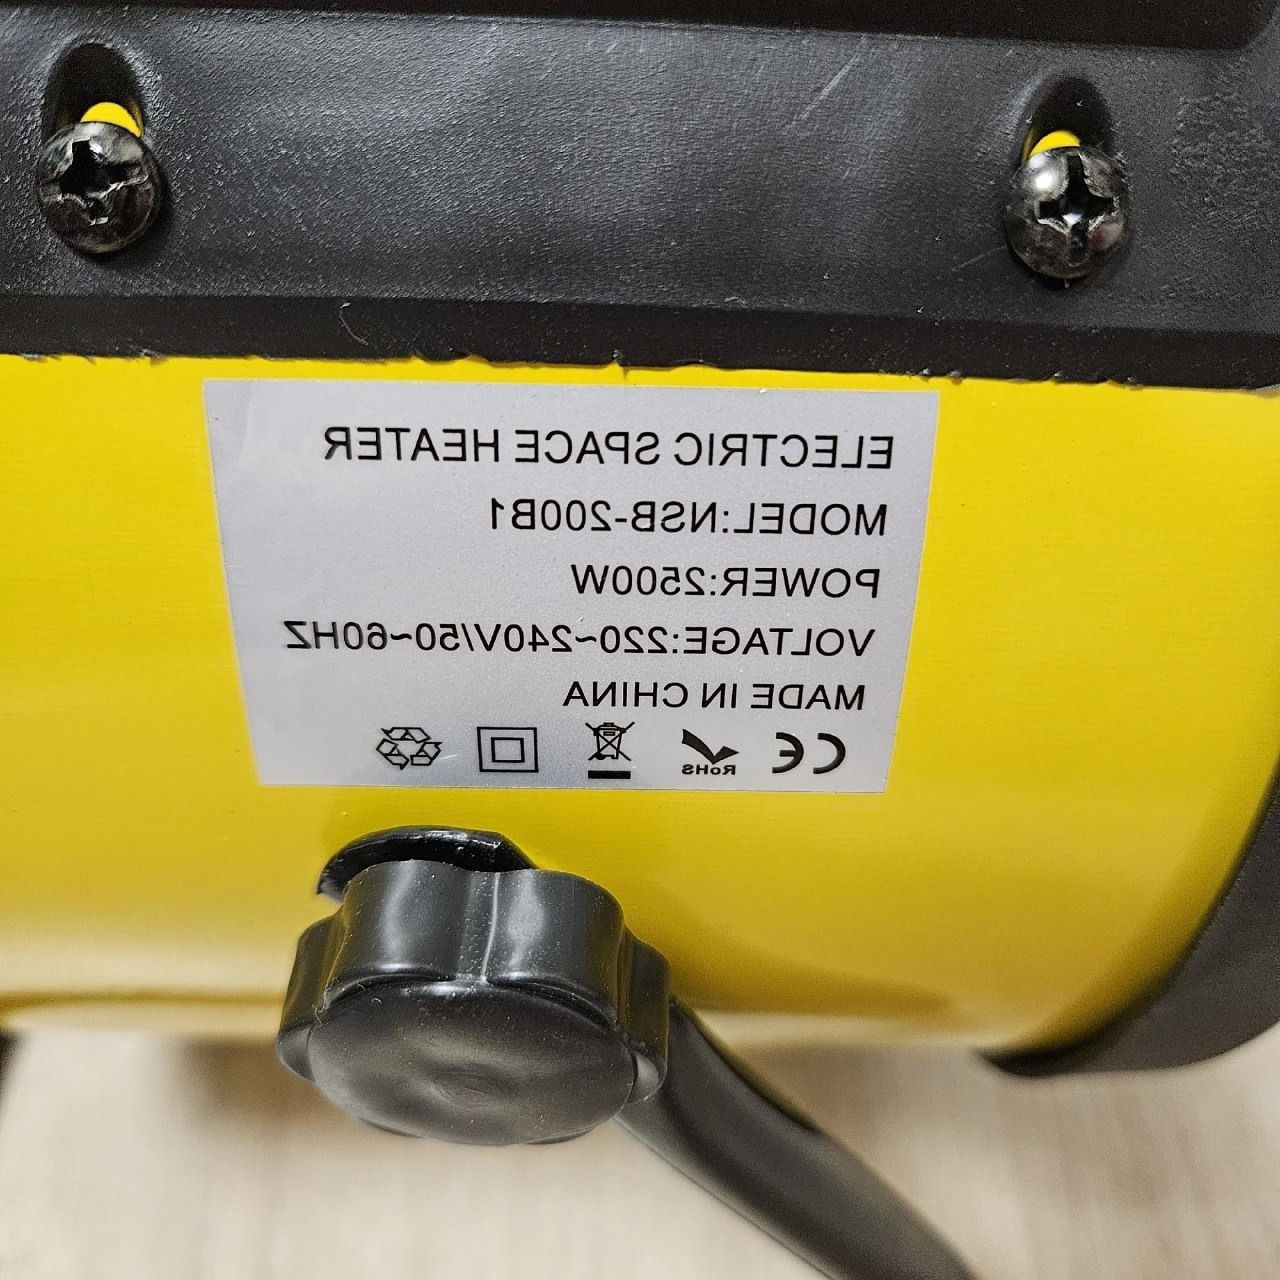 ELECTRIC SPACE HEATER
MODEL:NSB-200B1
POWER:2500W
VOLTAGE:220~240V/50~60HZ
MADE IN CHINA
CE RoHS